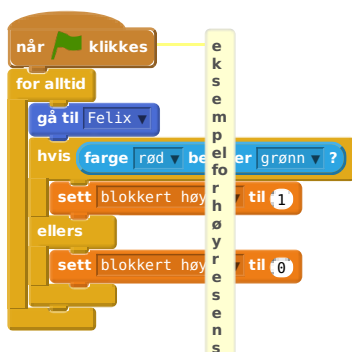 når klikkes
for alltid
gå til Felix
hvis farge rød grønn ?
sett blokkert høy til 1
ellers
sett blokkert høy til 0
e
k
s
e
m
p
el
fo
r
h
ø
y
r
e
s
e
n
s